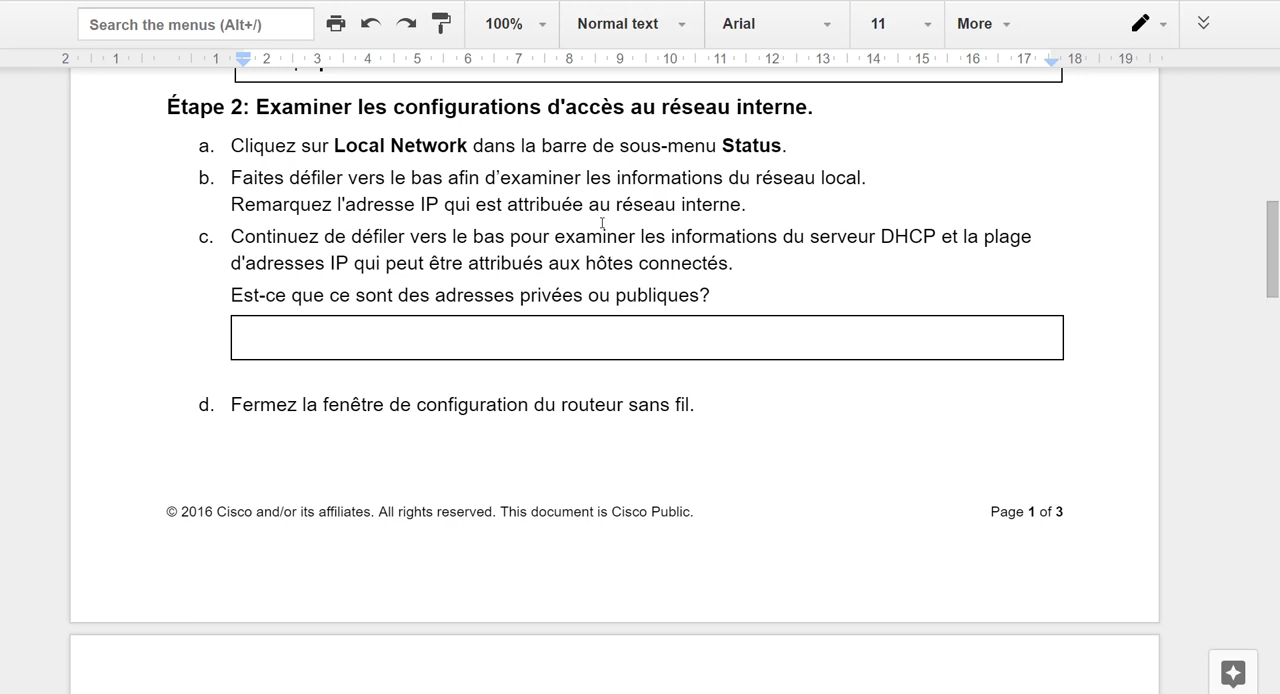 Search the menus (Alt+/)
100%
Normal text
Arial
11
More
2 1 1 2 3 4 5 6 7 8 9 10 11 12 13 14 15 16 17 18 19
Étape 2: Examiner les configurations d'accès au réseau interne.
a. Cliquez sur Local Network dans la barre de sous-menu Status.
b. Faites défiler vers le bas afin d’examiner les informations du réseau local.
Remarquez l'adresse IP qui est attribuée au réseau interne.
c. Continuez de défiler vers le bas pour examiner les informations du serveur DHCP et la plage
d'adresses IP qui peut être attribués aux hôtes connectés.
Est-ce que ce sont des adresses privées ou publiques?
d. Fermez la fenêtre de configuration du routeur sans fil.
© 2016 Cisco and/or its affiliates. All rights reserved. This document is Cisco Public.
Page 1 of 3